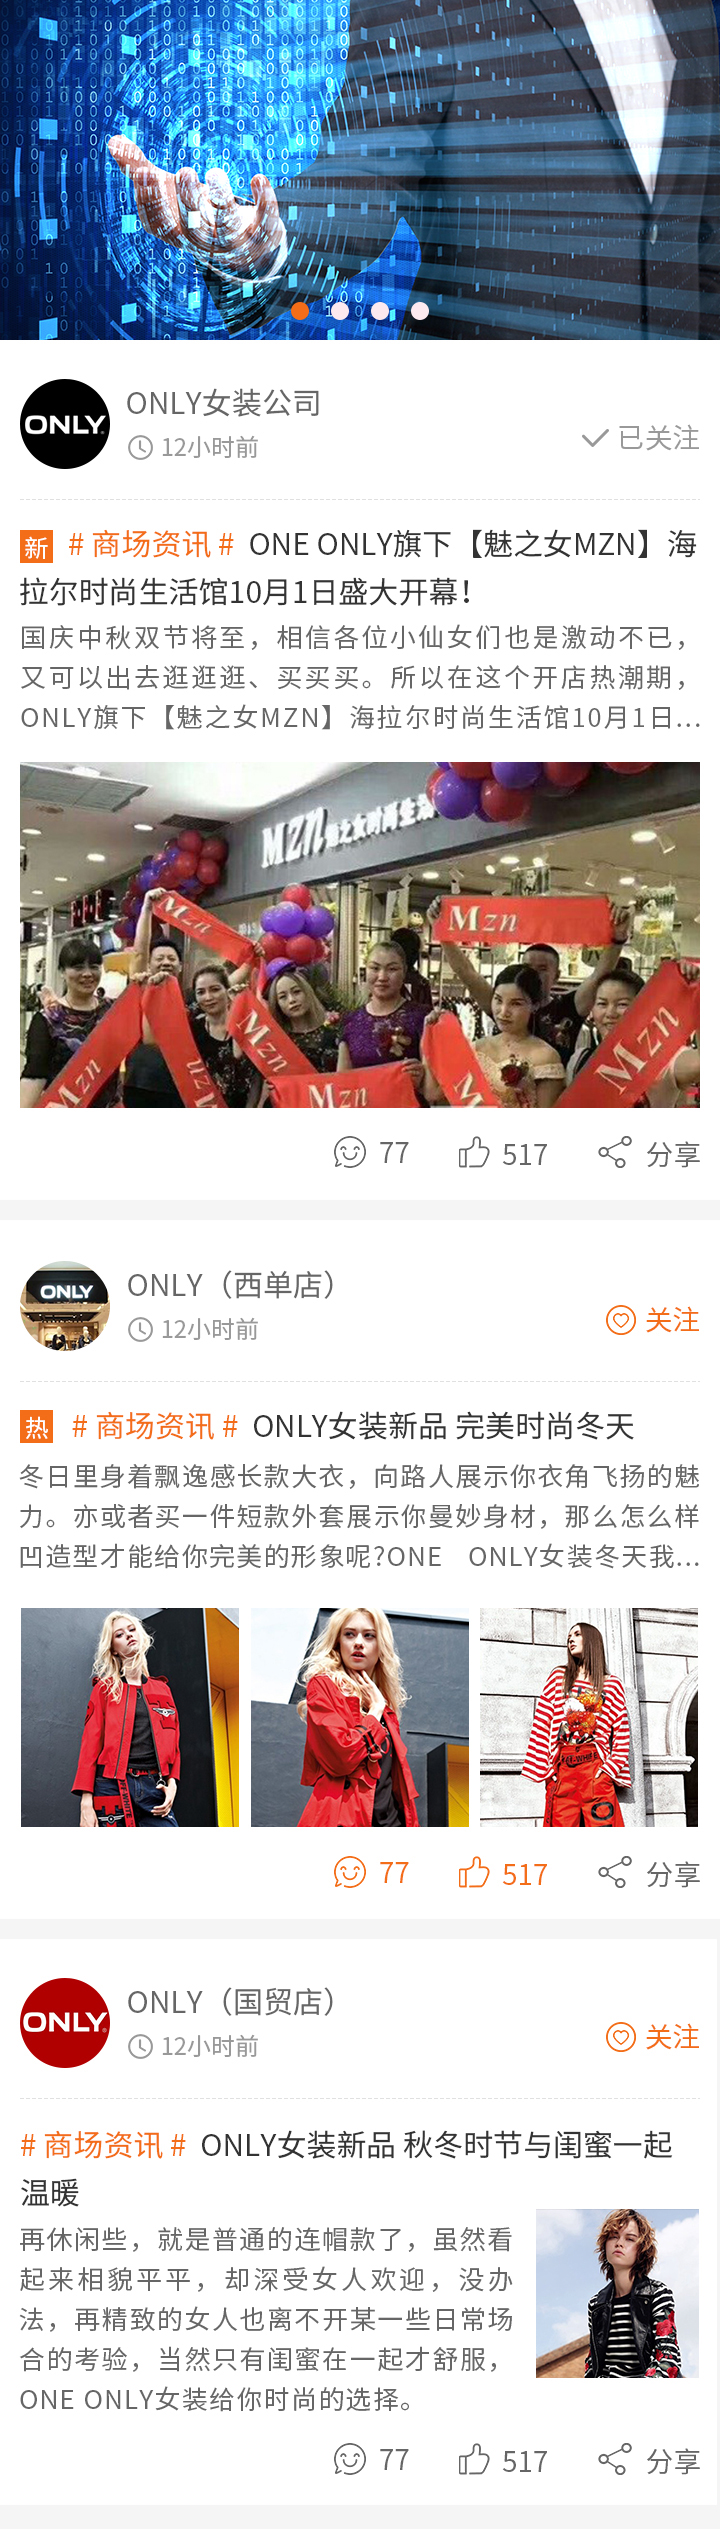 ONLY
ONLY女装公司
12小时前
已关注
新 # 商场资讯 # ONE ONLY旗下【魅之女MZN】海
拉尔时尚生活馆10月1日盛大开幕！
国庆中秋双节将至，相信各位小仙女们也是激动不已，
又可以出去逛逛逛、买买买。所以在这个开店热潮期，
ONLY旗下【魅之女MZN】海拉尔时尚生活馆10月1日...
Mzn魅之女时尚生活
Mzn
Mzn
Mzn
Mzn
Mzn
Mzn
Mzn
77
517
分享
ONLY
ONLY（西单店）
12小时前
关注
热 # 商场资讯 # ONLY女装新品 完美时尚冬天
冬日里身着飘逸感长款大衣，向路人展示你衣角飞扬的魅
力。亦或者买一件短款外套展示你曼妙身材，那么怎么样
凹造型才能给你完美的形象呢?ONE ONLY女装冬天我...
77
517
分享
ONLY
ONLY（国贸店）
12小时前
关注
# 商场资讯 # ONLY女装新品 秋冬时节与闺蜜一起
温暖
再休闲些，就是普通的连帽款了，虽然看
起来相貌平平，却深受女人欢迎，没办
法，再精致的女人也离不开某一些日常场
合的考验，当然只有闺蜜在一起才舒服，
ONE ONLY女装给你时尚的选择。
77
517
分享